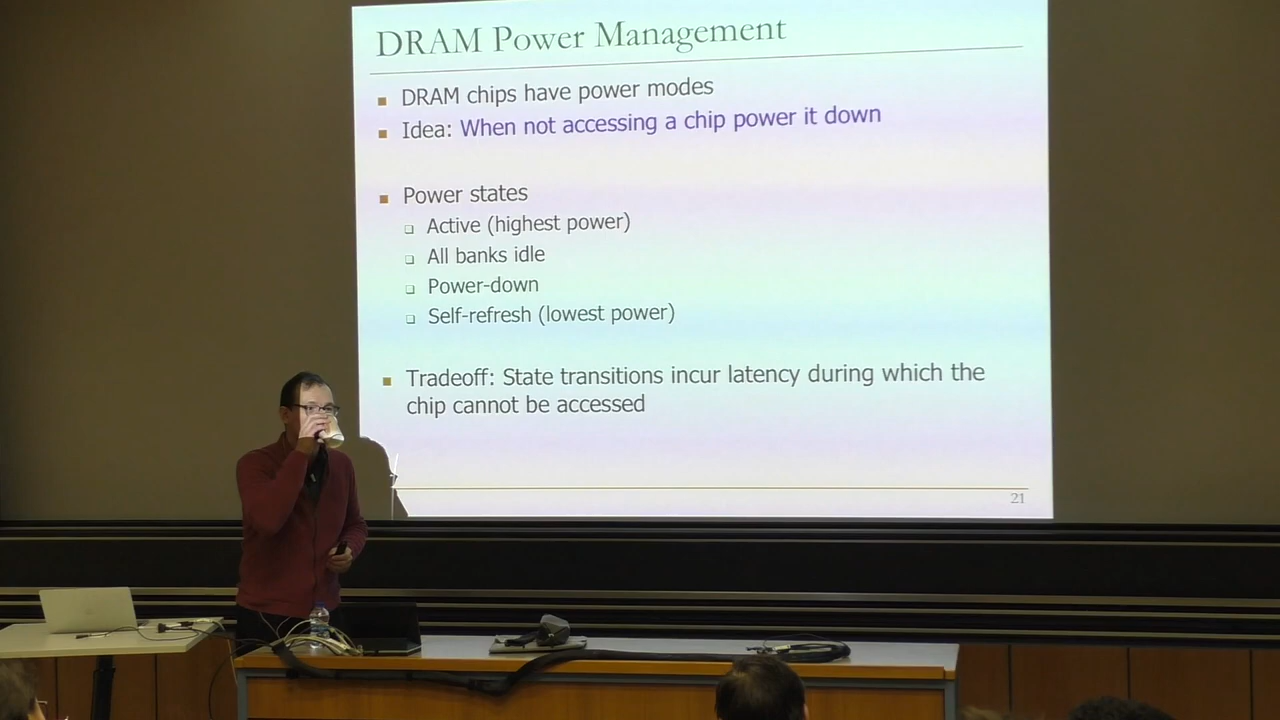 DRAM Power Management
DRAM chips have power modes
Idea: When not accessing a chip power it down
Power states
Active (highest power)
All banks idle
Power-down
Self-refresh (lowest power)
Tradeoff: State transitions incur latency during which the
chip cannot be accessed
21